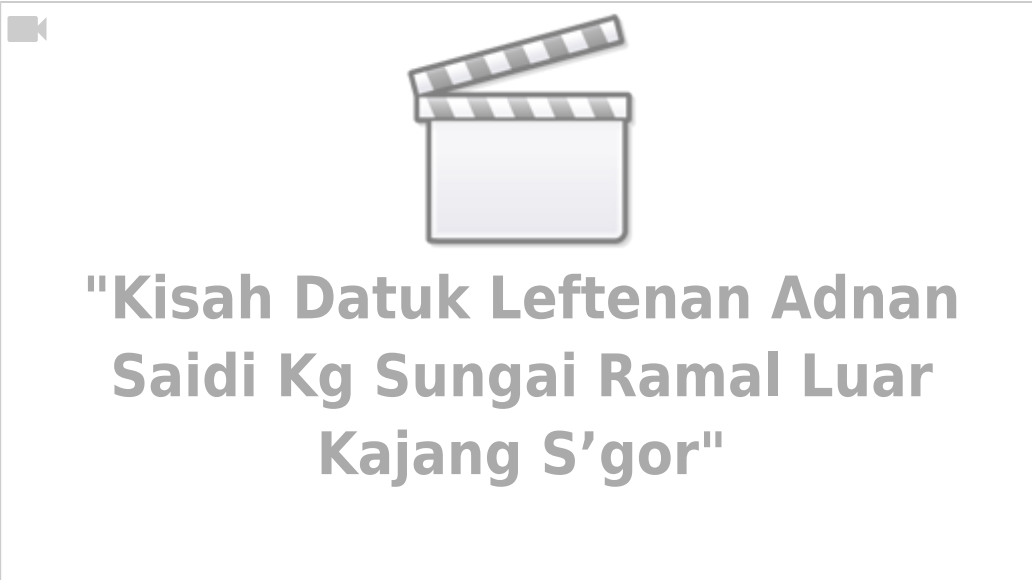 "Kisah Datuk Leftenan Adnan
Saidi Kg Sungai Ramal Luar
Kajang S’gor"